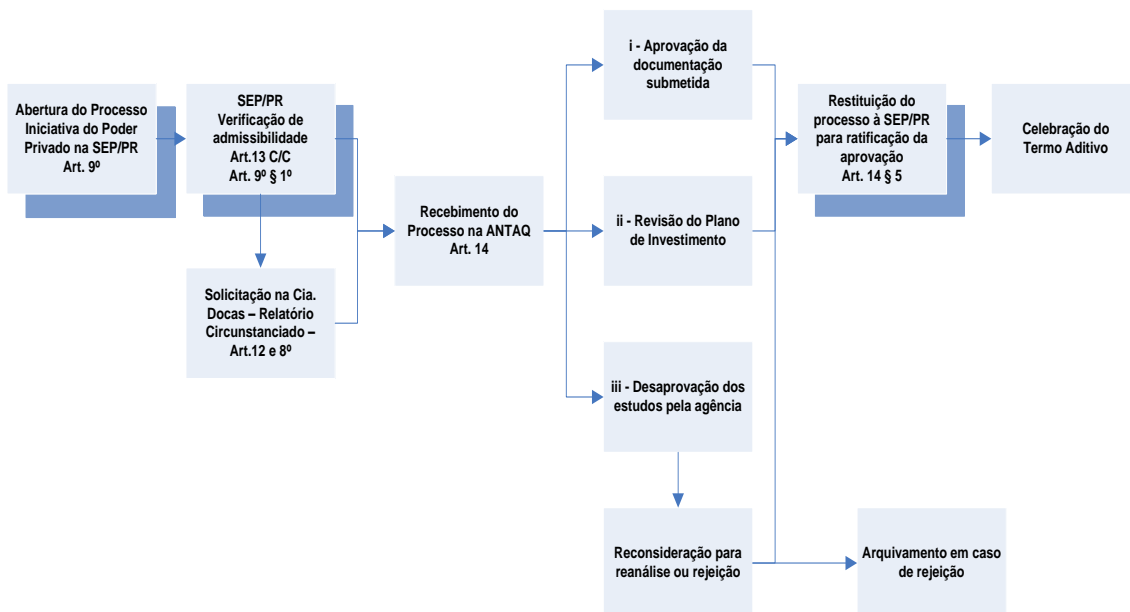 Abertura do Processo
Iniciativa do Poder
Privado na SEP/PR
Art. 9º
SEP/PR
Verificação de
admissibilidade
Art.13 C/C
Art. 9º § 1º
Solicitação na Cia.
Docas – Relatório
Circunstanciado –
Art.12 e 8º
Recebimento do
Processo na ANTAQ
Art. 14
i - Aprovação da
documentação
submetida
ii - Revisão do Plano
de Investimento
iii - Desaprovação dos
estudos pela agência
Reconsideração para
reanálise ou rejeição
Restituição do
processo à SEP/PR
para ratificação da
aprovação
Art. 14 § 5
Celebração do
Termo Aditivo
Arquivamento em caso
de rejeição